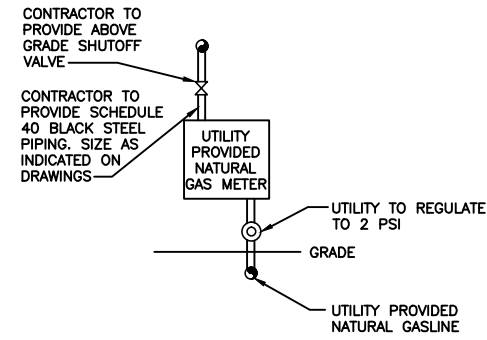 CONTRACTOR TO
PROVIDE ABOVE
GRADE SHUTOFF
VALVE
CONTRACTOR TO
PROVIDE SCHEDULE
40 BLACK STEEL
PIPING. SIZE AS
INDICATED ON
DRAWINGS
UTILITY
PROVIDED
NATURAL
GAS METER
UTILITY TO REGULATE
TO 2 PSI
GRADE
UTILITY PROVIDED
NATURAL GASLINE